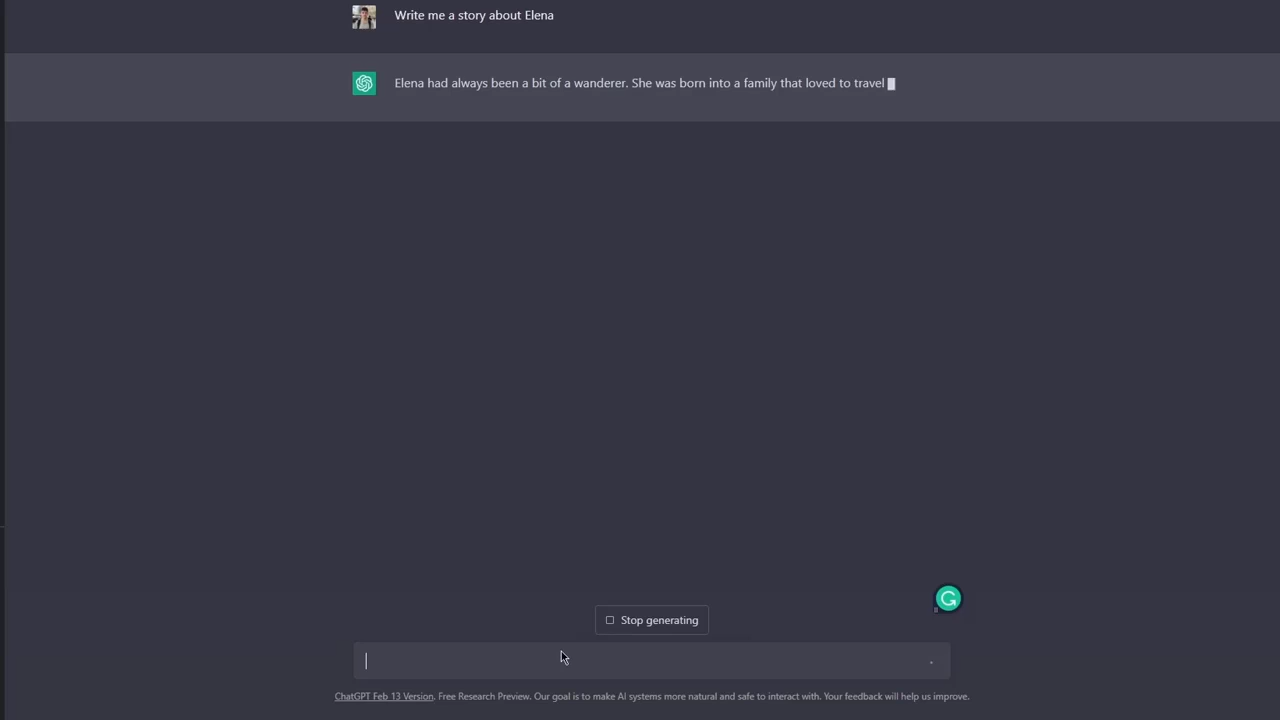 Write me a story about Elena
Elena had always been a bit of a wanderer. She was born into a family that loved to travel
Stop generating
ChatGPT Feb 13 Version. Free Research Preview. Our goal is to make AI systems more natural and safe to interact with. Your feedback will help us improve.